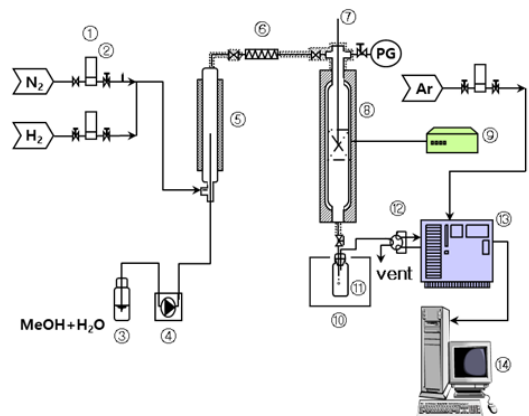 ①
②
N₂
H₂
③
④
MeOH+H₂O
⑤
⑥
⑦
PG
⑧
Ar
⑨
⑩
⑪
⑫
vent
⑬
⑭